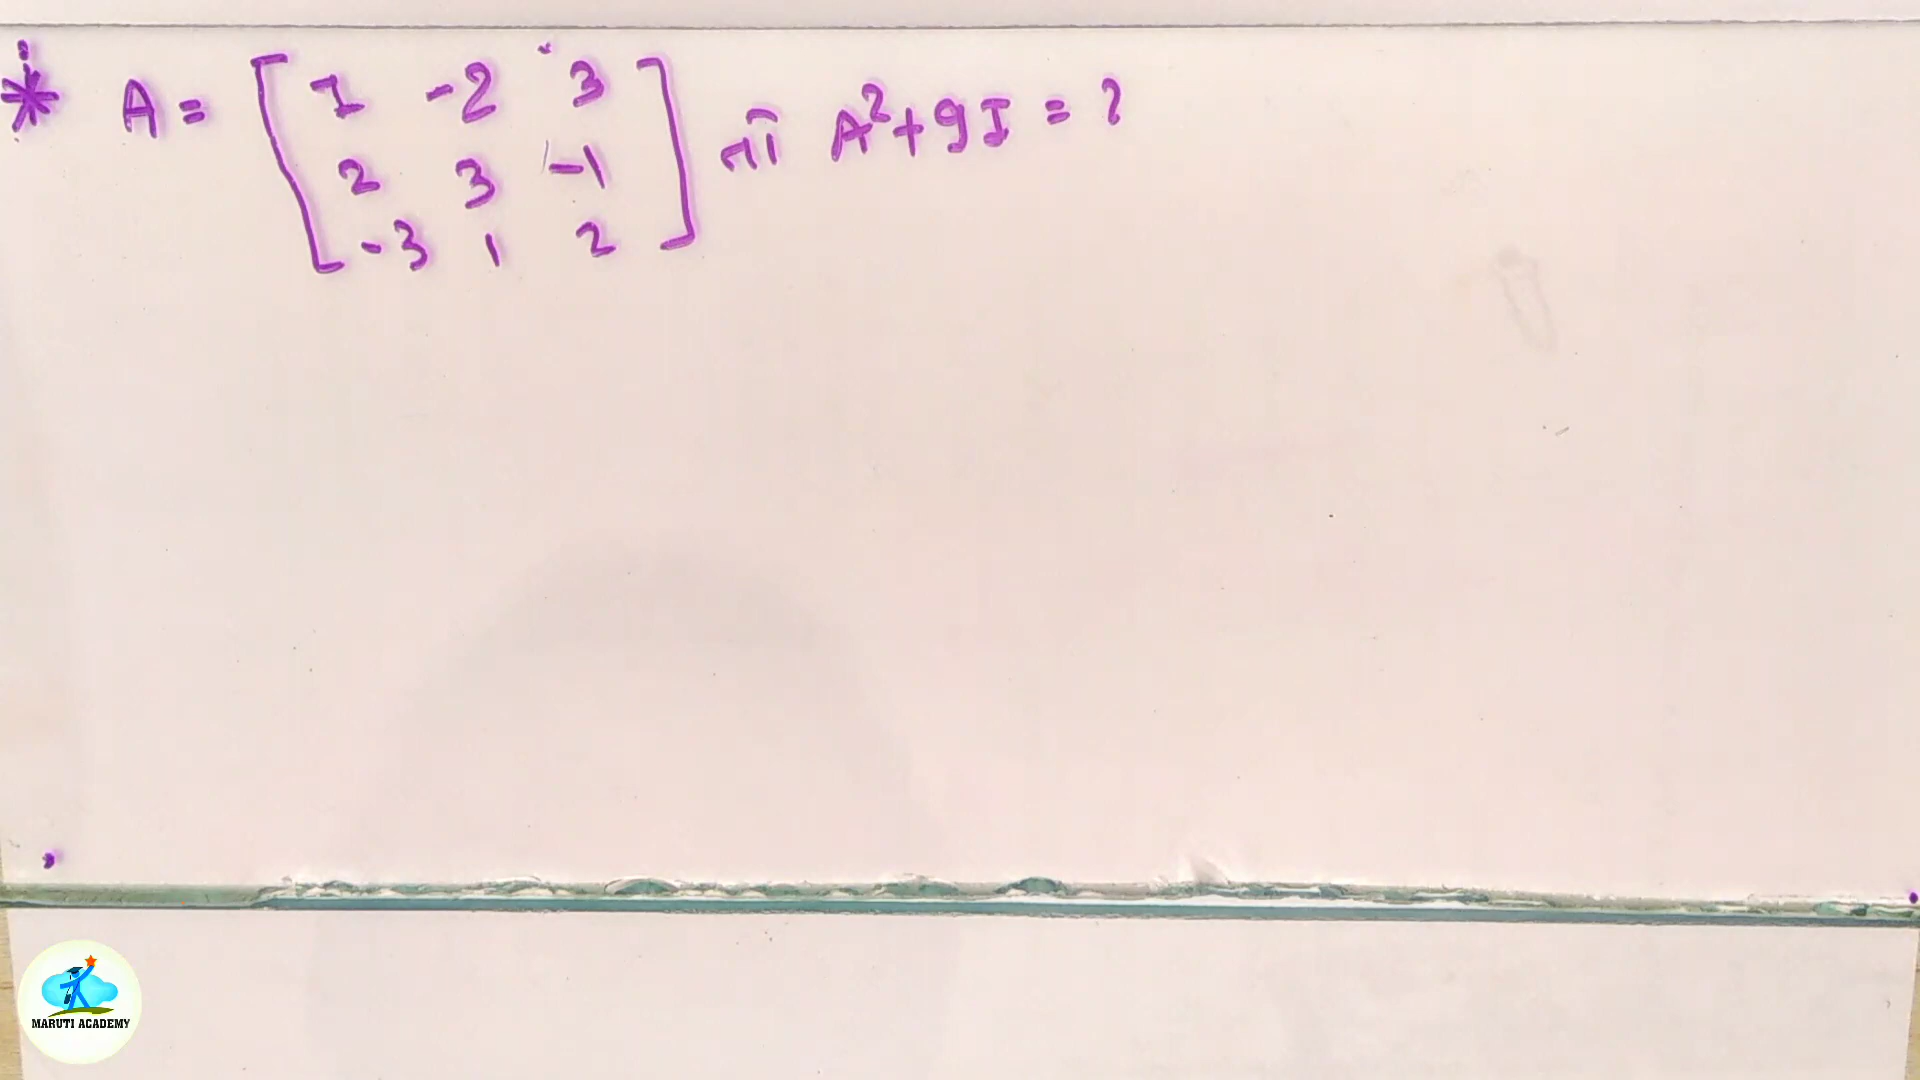 * A = [ 1 -2 3 तो A²+9I = ?
2 3 -1
-3 1 2 ]
MARUTI ACADEMY